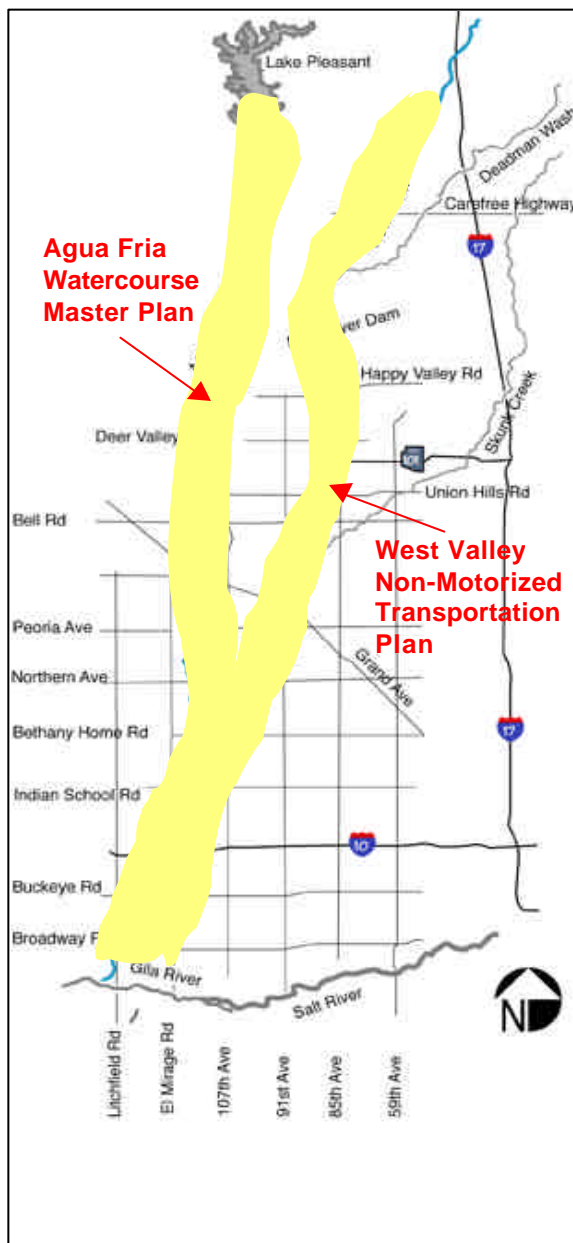 Lake Pleasant
Deadman Wash
Carefree Highway
17
Agua Fria
Watercourse
Master Plan
ver Dam
Happy Valley Rd
Deer Valley
Skunk Creek
101
Union Hills Rd
Bell Rd
West Valley
Non-Motorized
Transportation
Plan
Peoria Ave
Grand Ave
Northern Ave
Bethany Home Rd
17
Indian School Rd
10
Buckeye Rd
Broadway
Gila River
Salt River
N
Litchfield Rd
El Mirage Rd
107th Ave
91st Ave
85th Ave
59th Ave